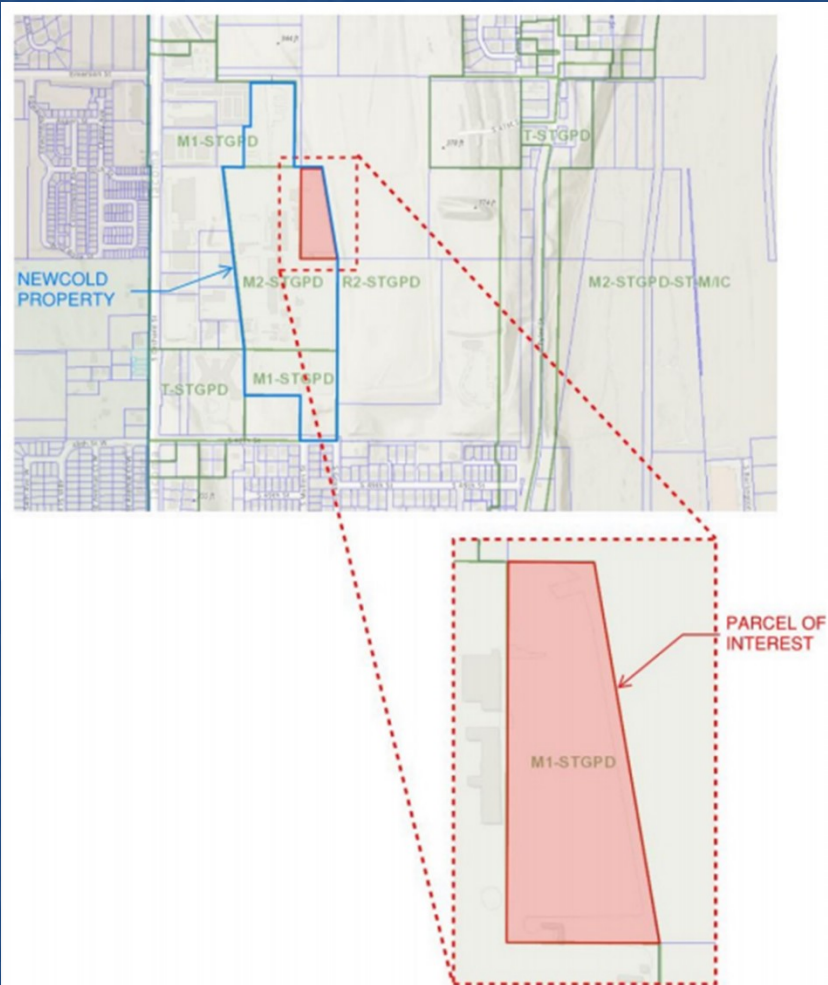 M1-STGPD
T-STGPD
NEWCOLD
PROPERTY
M2-STGPD
R2-STGPD
M2-STGPD-ST-M/IC
M1-STGPD
T-STGPD
PARCEL OF
INTEREST
M1-STGPD